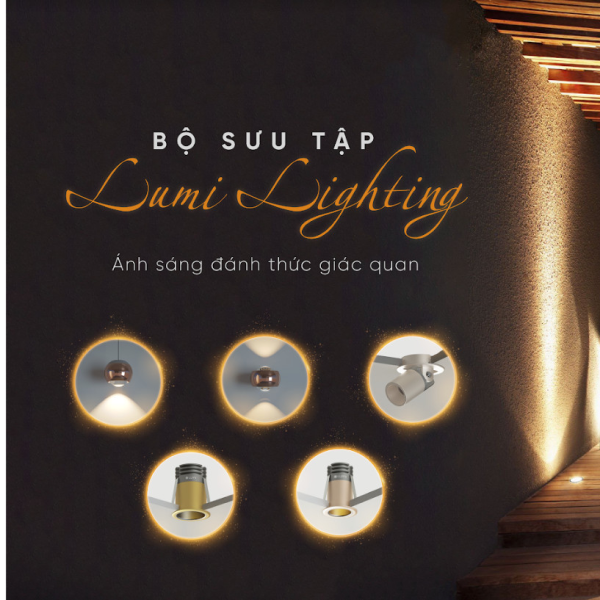 BỘ SƯU TẬP
Lumi Lighting
Ánh sáng đánh thức giác quan